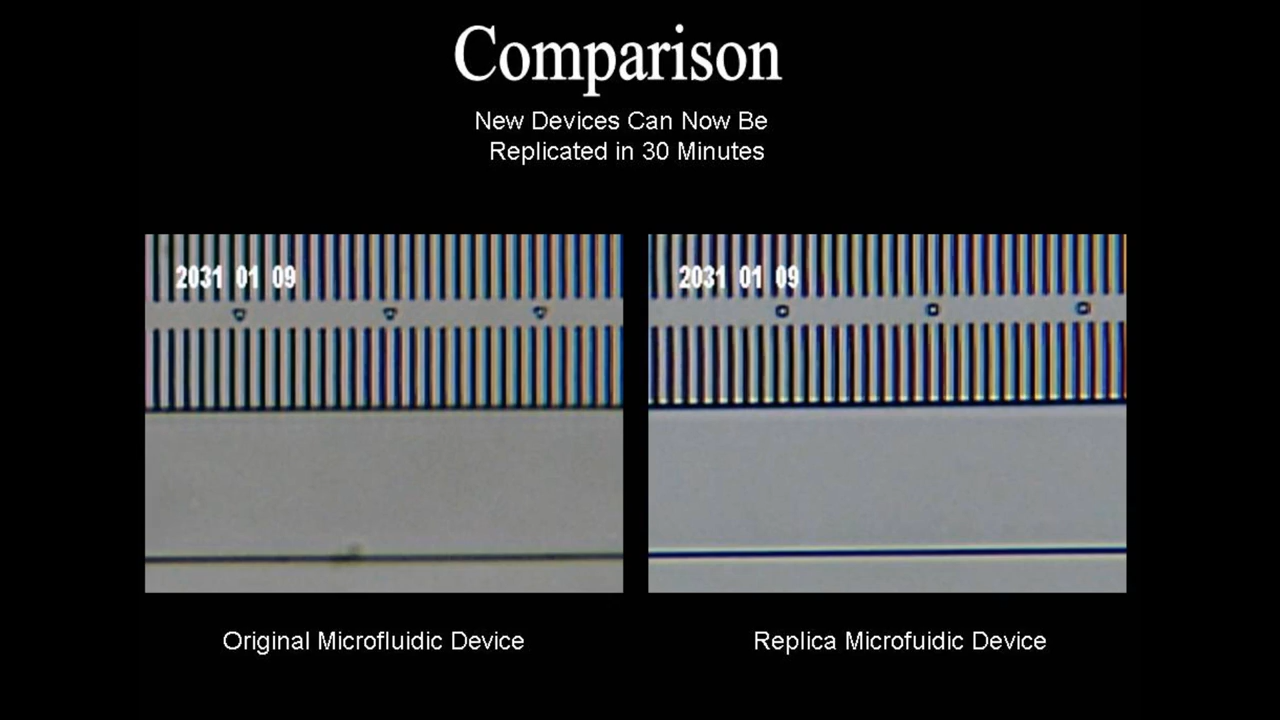 Comparison
New Devices Can Now Be
Replicated in 30 Minutes
2031 01 09
2031 01 09
Original Microfluidic Device
Replica Microfuidic Device